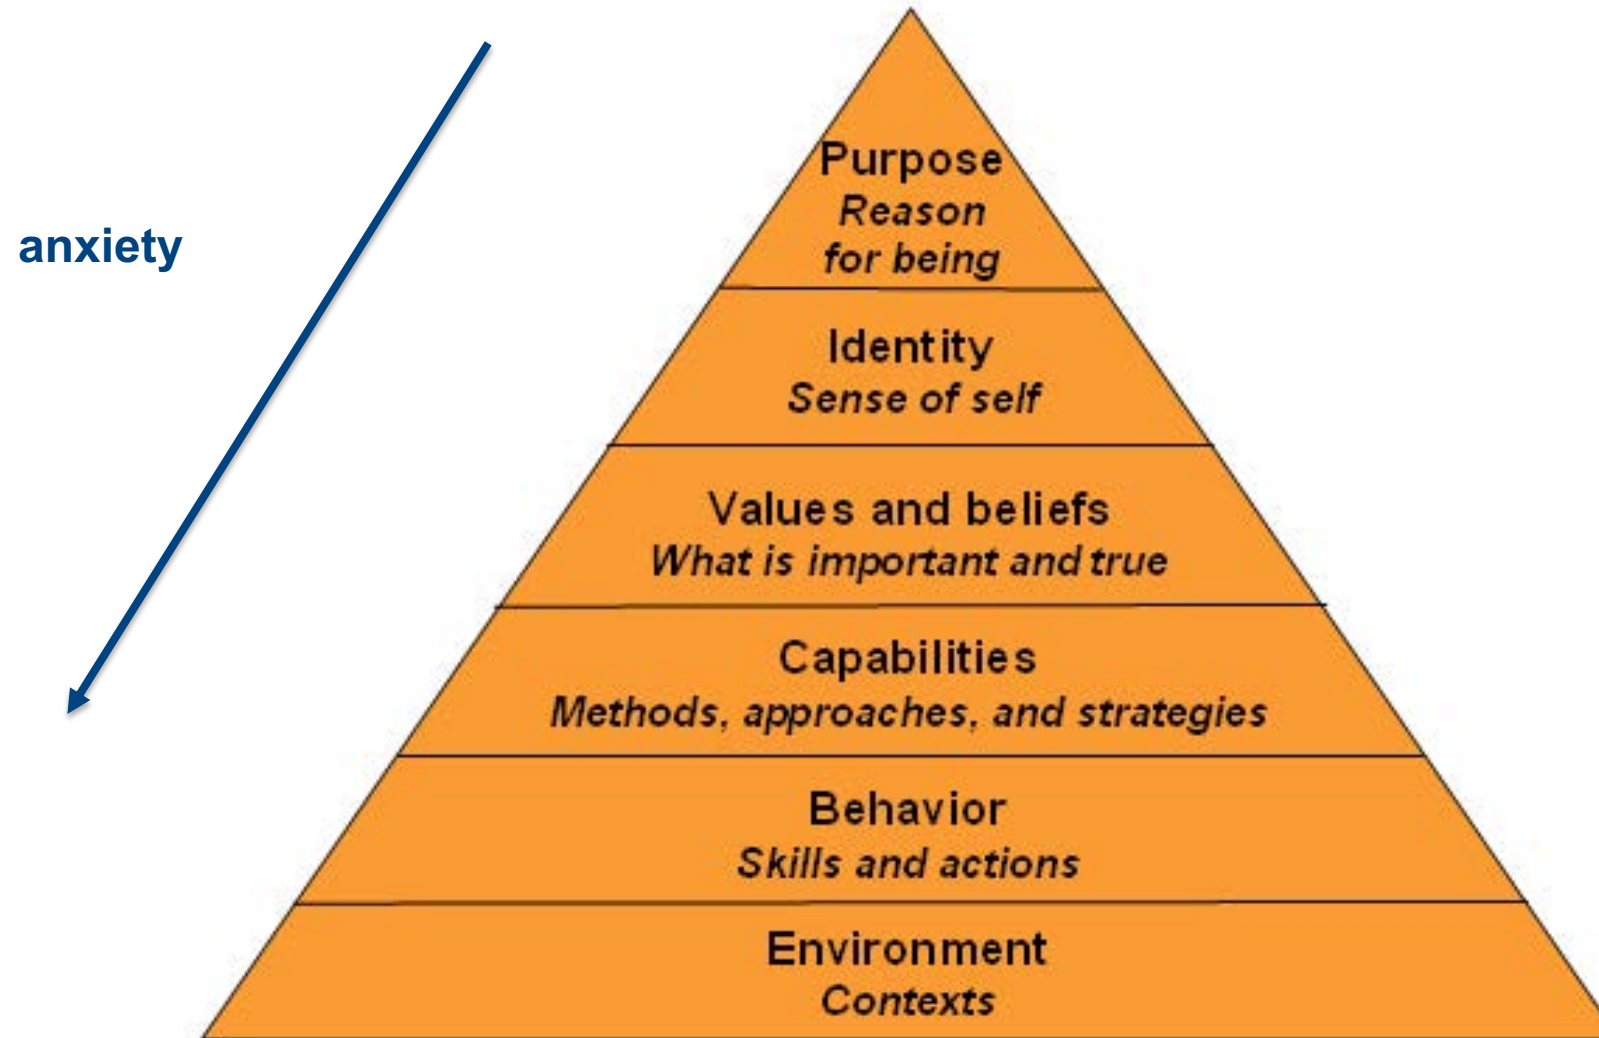 anxiety
Purpose
Reason
for being
Identity
Sense of self
Values and beliefs
What is important and true
Capabilities
Methods, approaches, and strategies
Behavior
Skills and actions
Environment
Contexts